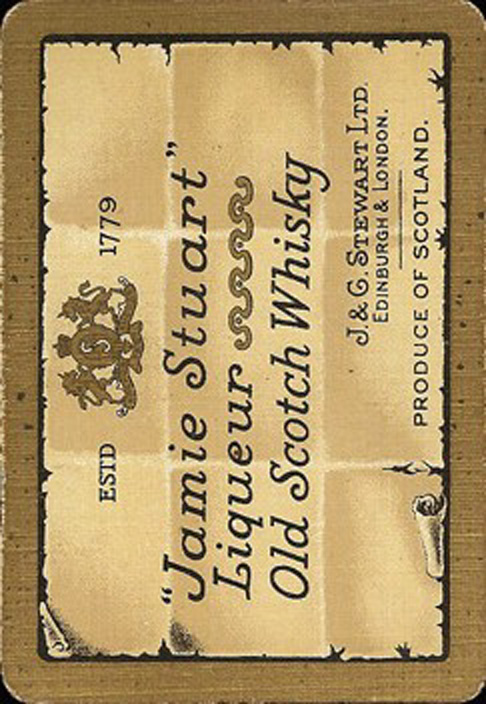 ESTD 1779
"Jamie Stuart"
Liqueur
Old Scotch Whisky
J. & G. STEWART LTD.
EDINBURGH & LONDON.
PRODUCE OF SCOTLAND.